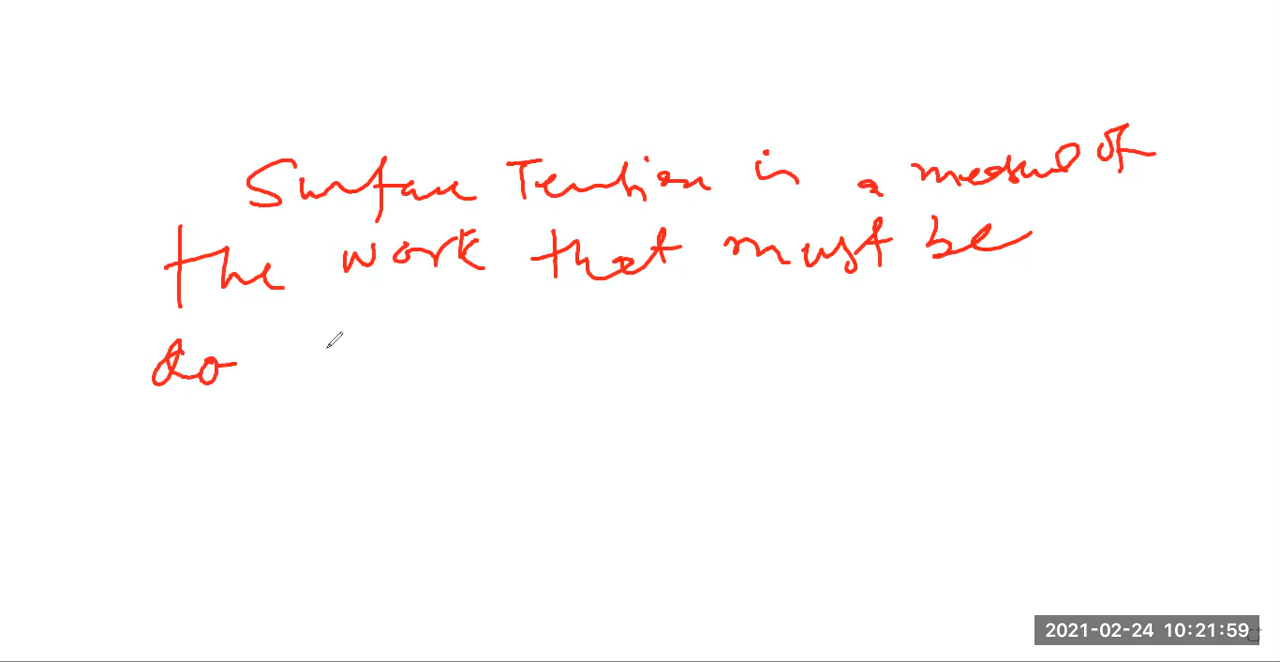 Surface Tension is a measure of
the work that must be
do
2021-02-24 10:21:59